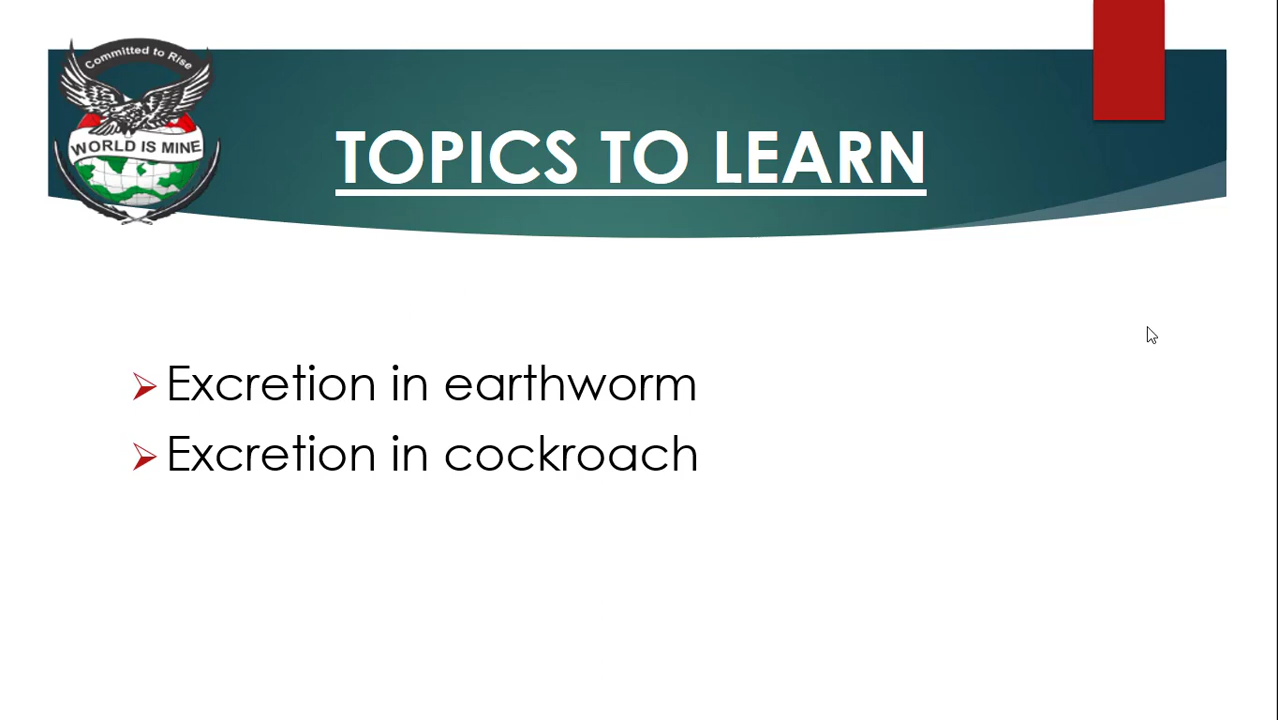 Committed to Rise
WORLD IS MINE
TOPICS TO LEARN
Excretion in earthworm
Excretion in cockroach